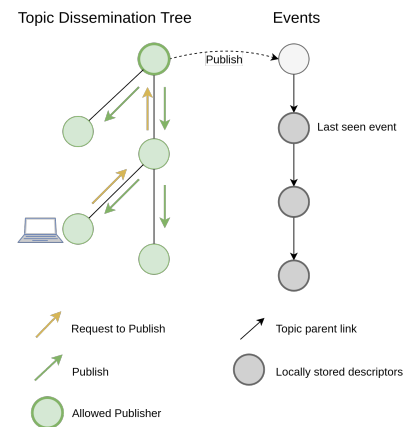 Topic Dissemination Tree
Events
Publish
Last seen event
Request to Publish
Topic parent link
Publish
Locally stored descriptors
Allowed Publisher